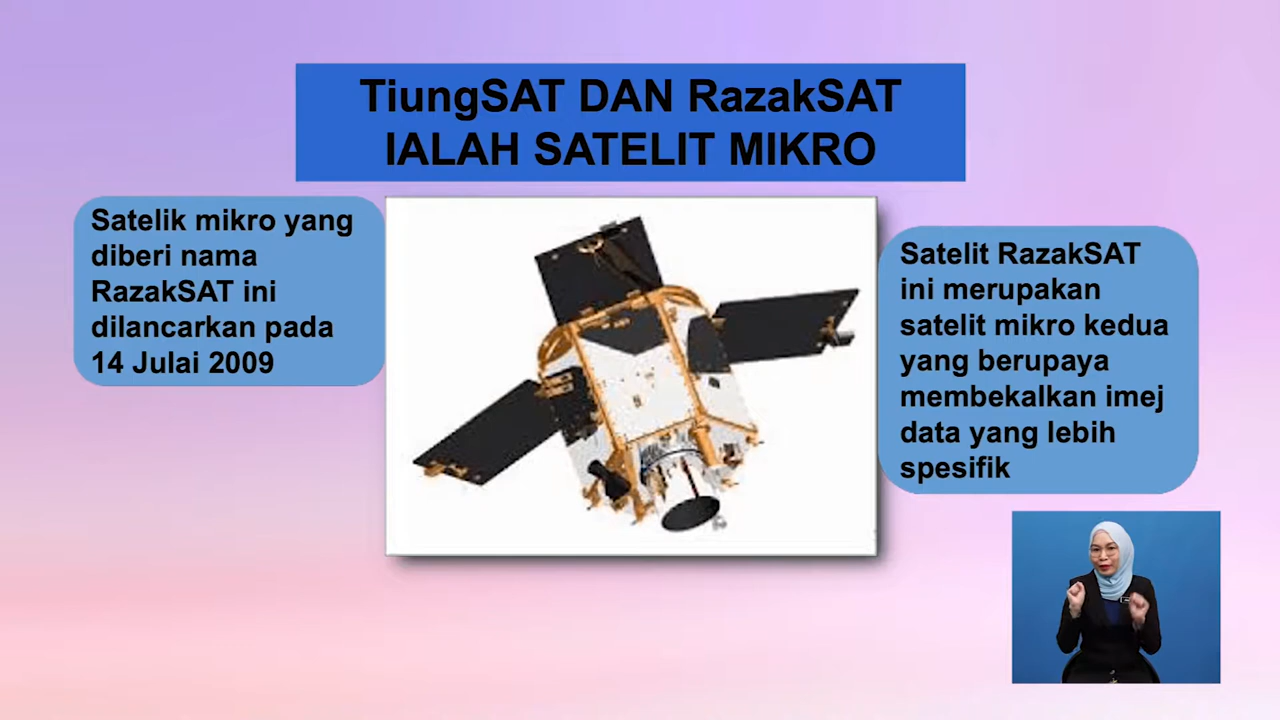 TiungSAT DAN RazakSAT
IALAH SATELIT MIKRO
Satelik mikro yang
diberi nama
RazakSAT ini
dilancarkan pada
14 Julai 2009
Satelit RazakSAT
ini merupakan
satelit mikro kedua
yang berupaya
membekalkan imej
data yang lebih
spesifik